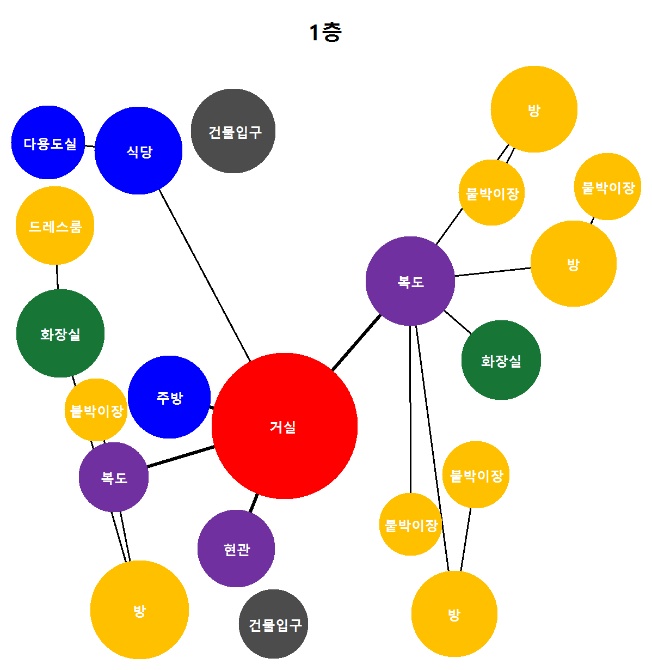 1층
방
건물입구
다용도실
식당
붙박이장
붙박이장
드레스룸
방
복도
화장실
화장실
주방
붙박이장
거실
복도
붙박이장
붙박이장
현관
방
방
건물입구